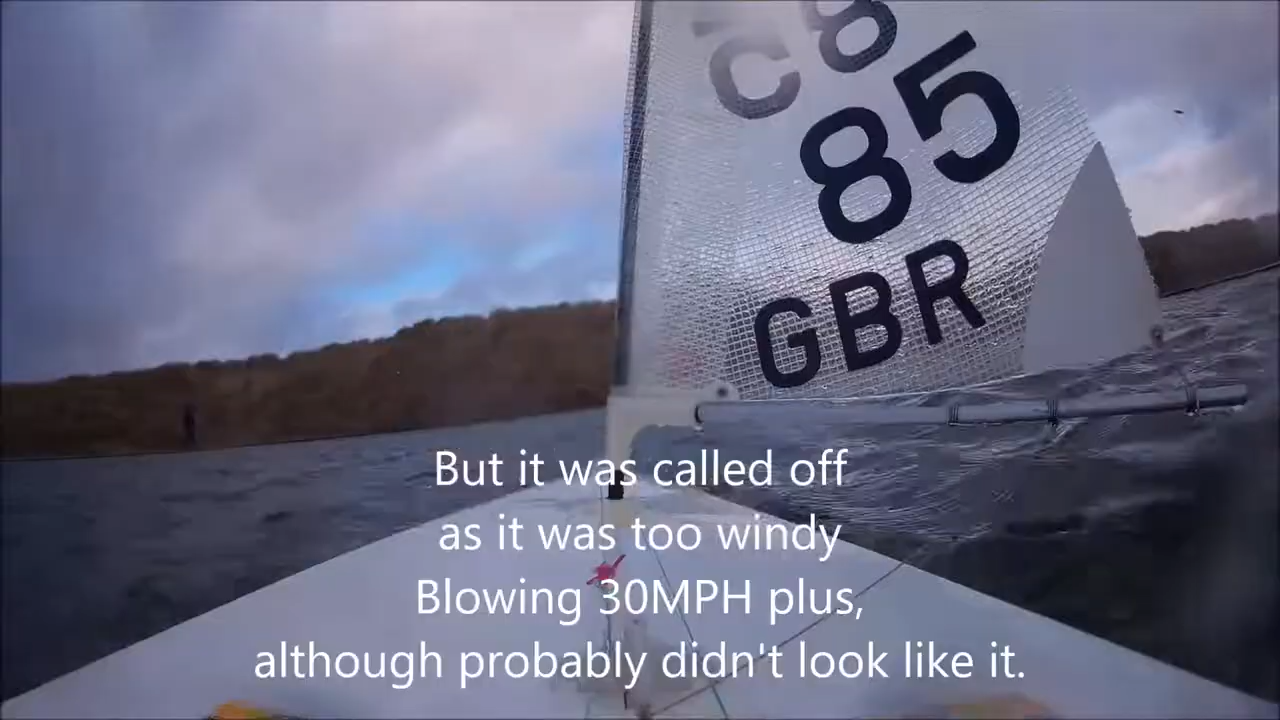 8
85
GBR
But it was called off
as it was too windy
Blowing 30MPH plus,
although probably didn't look like it.